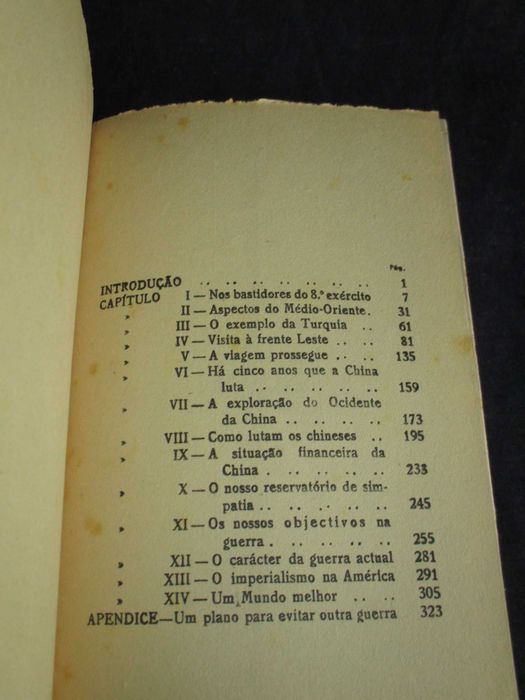 Pág.
INTRODUÇÃO .. .. .. .. .. .. .. 1
CAPÍTULO I — Nos bastidores do 8.º exército 7
» II — Aspectos do Médio-Oriente. 31
» III — O exemplo da Turquia .. .. 61
» IV — Visita à frente Leste .. .. 81
» V — A viagem prossegue .. .. 135
» VI — Há cinco anos que a China
luta .. .. .. .. .. .. 159
» VII — A exploração do Ocidente
da China .. .. .. .. .. 173
» VIII — Como lutam os chineses .. 195
» IX — A situação financeira da
China . .. .. .. .. .. 233
» X — O nosso reservatório de sim-
patia .. .. .. .. .. .. 245
» XI — Os nossos objectivos na
guerra . .. .. .. .. .. 255
» XII — O carácter da guerra actual 281
» XIII — O imperialismo na América 291
» XIV — Um Mundo melhor .. .. 305
APENDICE — Um plano para evitar outra guerra 323